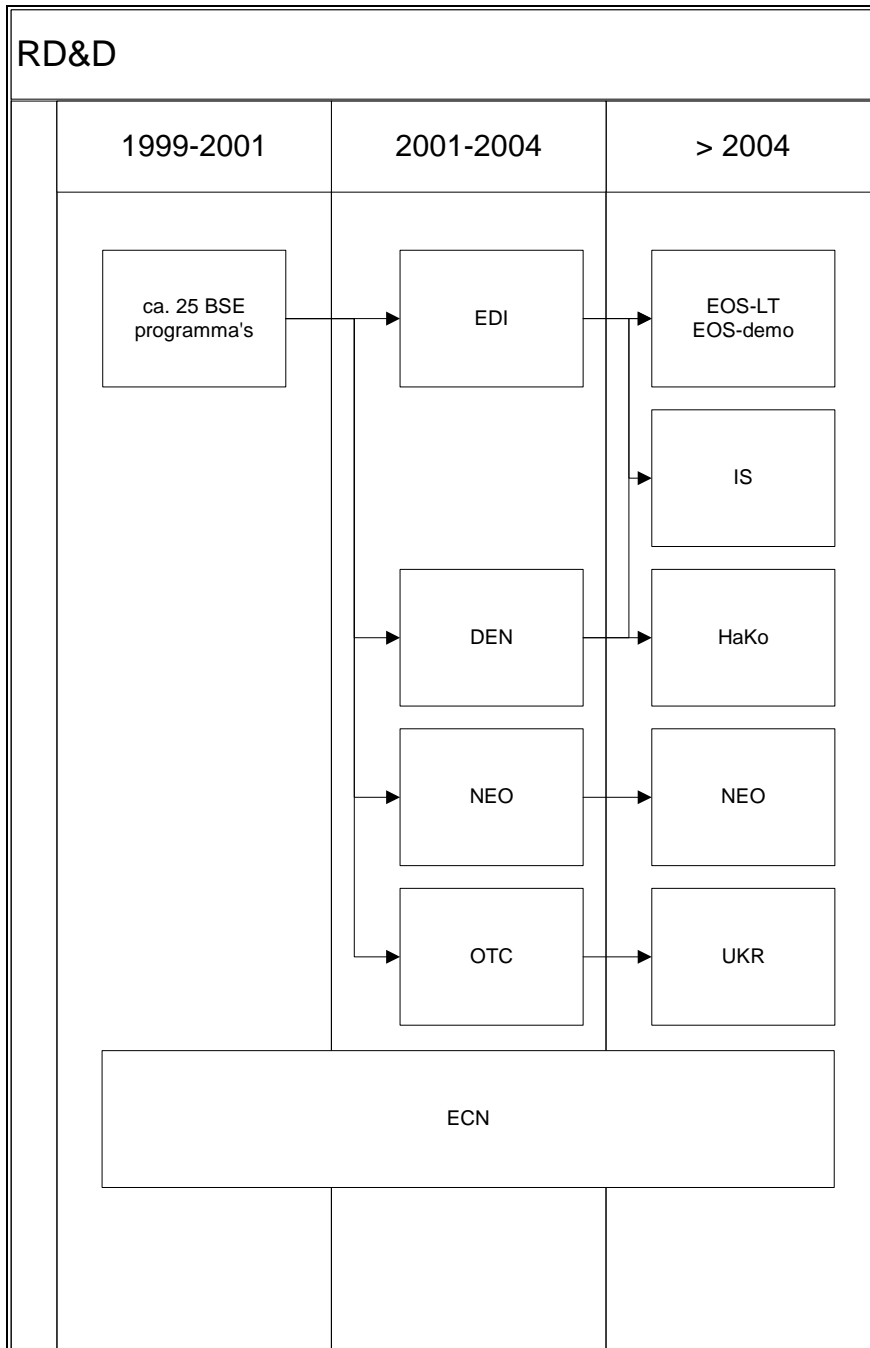 RD&D
1999-2001
2001-2004
> 2004
ca. 25 BSE
programma's
EDI
EOS-LT
EOS-demo
IS
DEN
HaKo
NEO
NEO
OTC
UKR
ECN